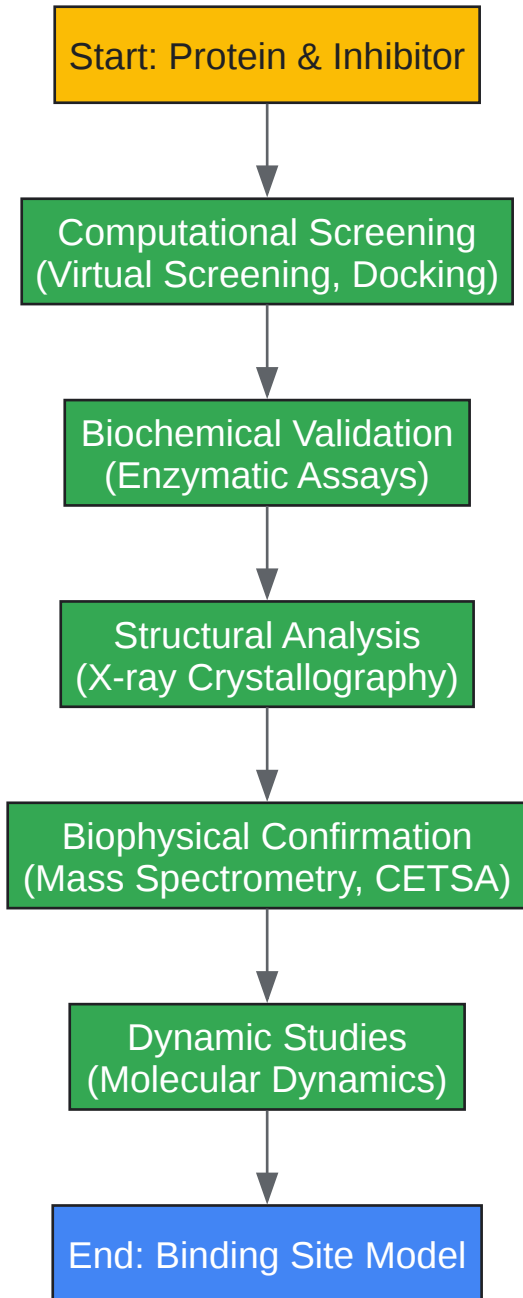 Start: Protein & Inhibitor
Computational Screening
(Virtual Screening, Docking)
Biochemical Validation
(Enzymatic Assays)
Structural Analysis
(X-ray Crystallography)
Biophysical Confirmation
(Mass Spectrometry, CETSA)
Dynamic Studies
(Molecular Dynamics)
End: Binding Site Model